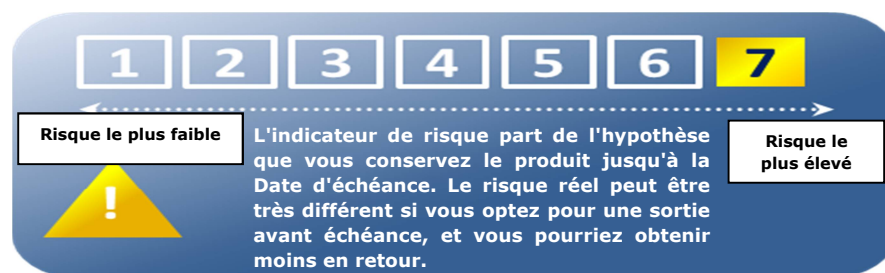 1 2 3 4 5 6 7
Risque le plus faible
L'indicateur de risque part de l'hypothèse
que vous conservez le produit jusqu'à la
Date d'échéance. Le risque réel peut être
très différent si vous optez pour une sortie
avant échéance, et vous pourriez obtenir
moins en retour.
Risque le
plus élevé
!